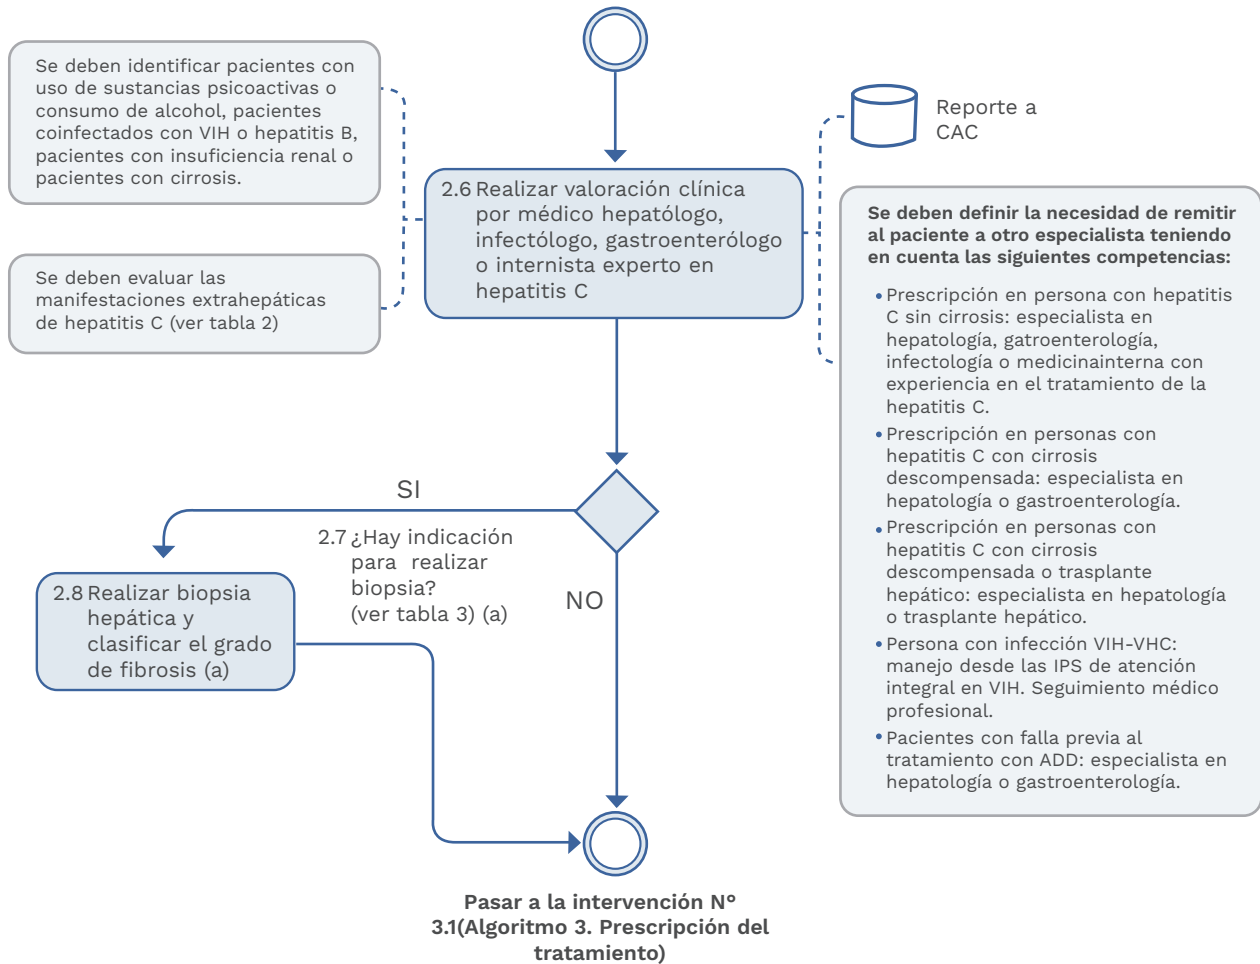 Se deben identificar pacientes con
uso de sustancias psicoactivas o
consumo de alcohol, pacientes
coinfectados con VIH o hepatitis B,
pacientes con insuficiencia renal o
pacientes con cirrosis.
Se deben evaluar las
manifestaciones extrahepáticas
de hepatitis C (ver tabla 2)
2.6 Realizar valoración clínica
por médico hepatólogo,
infectólogo, gastroenterólogo
o internista experto en
hepatitis C
Reporte a
CAC
Se deben definir la necesidad de remitir
al paciente a otro especialista teniendo
en cuenta las siguientes competencias:
• Prescripción en persona con hepatitis
C sin cirrosis: especialista en
hepatología, gatroenterología,
infectología o medicinainterna con
experiencia en el tratamiento de la
hepatitis C.
• Prescripción en personas con
hepatitis C con cirrosis
descompensada: especialista en
hepatología o gastroenterología.
• Prescripción en personas con
hepatitis C con cirrosis
descompensada o trasplante
hepático: especialista en hepatología
o trasplante hepático.
• Persona con infección VIH-VHC:
manejo desde las IPS de atención
integral en VIH. Seguimiento médico
profesional.
• Pacientes con falla previa al
tratamiento con ADD: especialista en
hepatología o gastroenterología.
SI
2.7 ¿Hay indicación
para realizar
biopsia?
(ver tabla 3) (a)
NO
2.8 Realizar biopsia
hepática y
clasificar el grado
de fibrosis (a)
Pasar a la intervención N°
3.1(Algoritmo 3. Prescripción del
tratamiento)